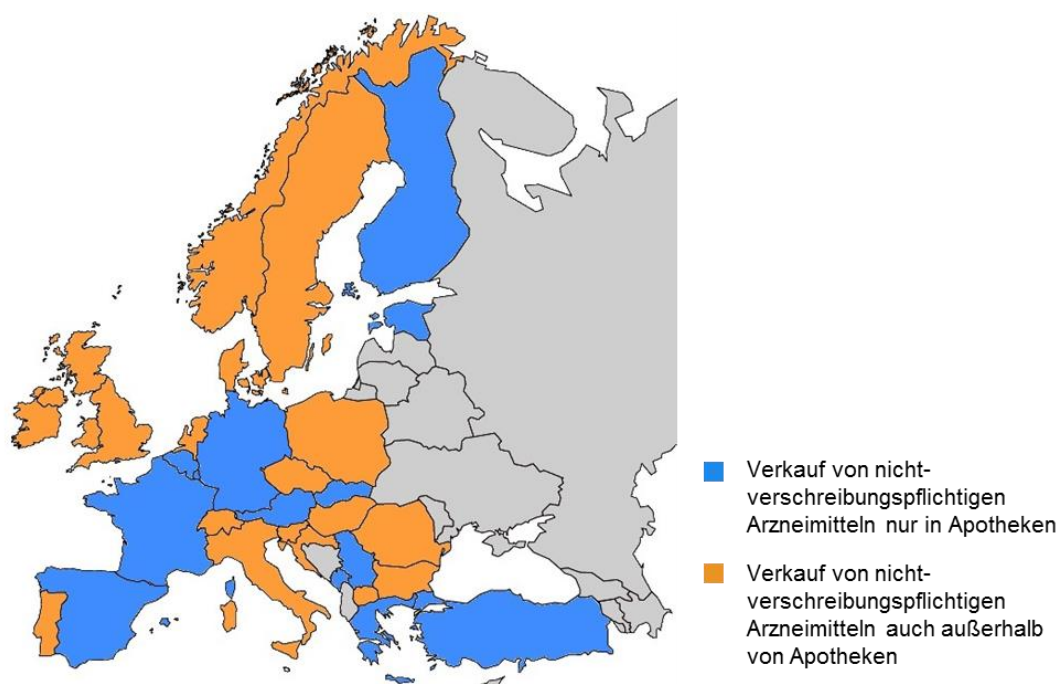 Verkauf von nicht-
verschreibungspflichtigen
Arzneimitteln nur in Apotheken
Verkauf von nicht-
verschreibungspflichtigen
Arzneimitteln auch außerhalb
von Apotheken